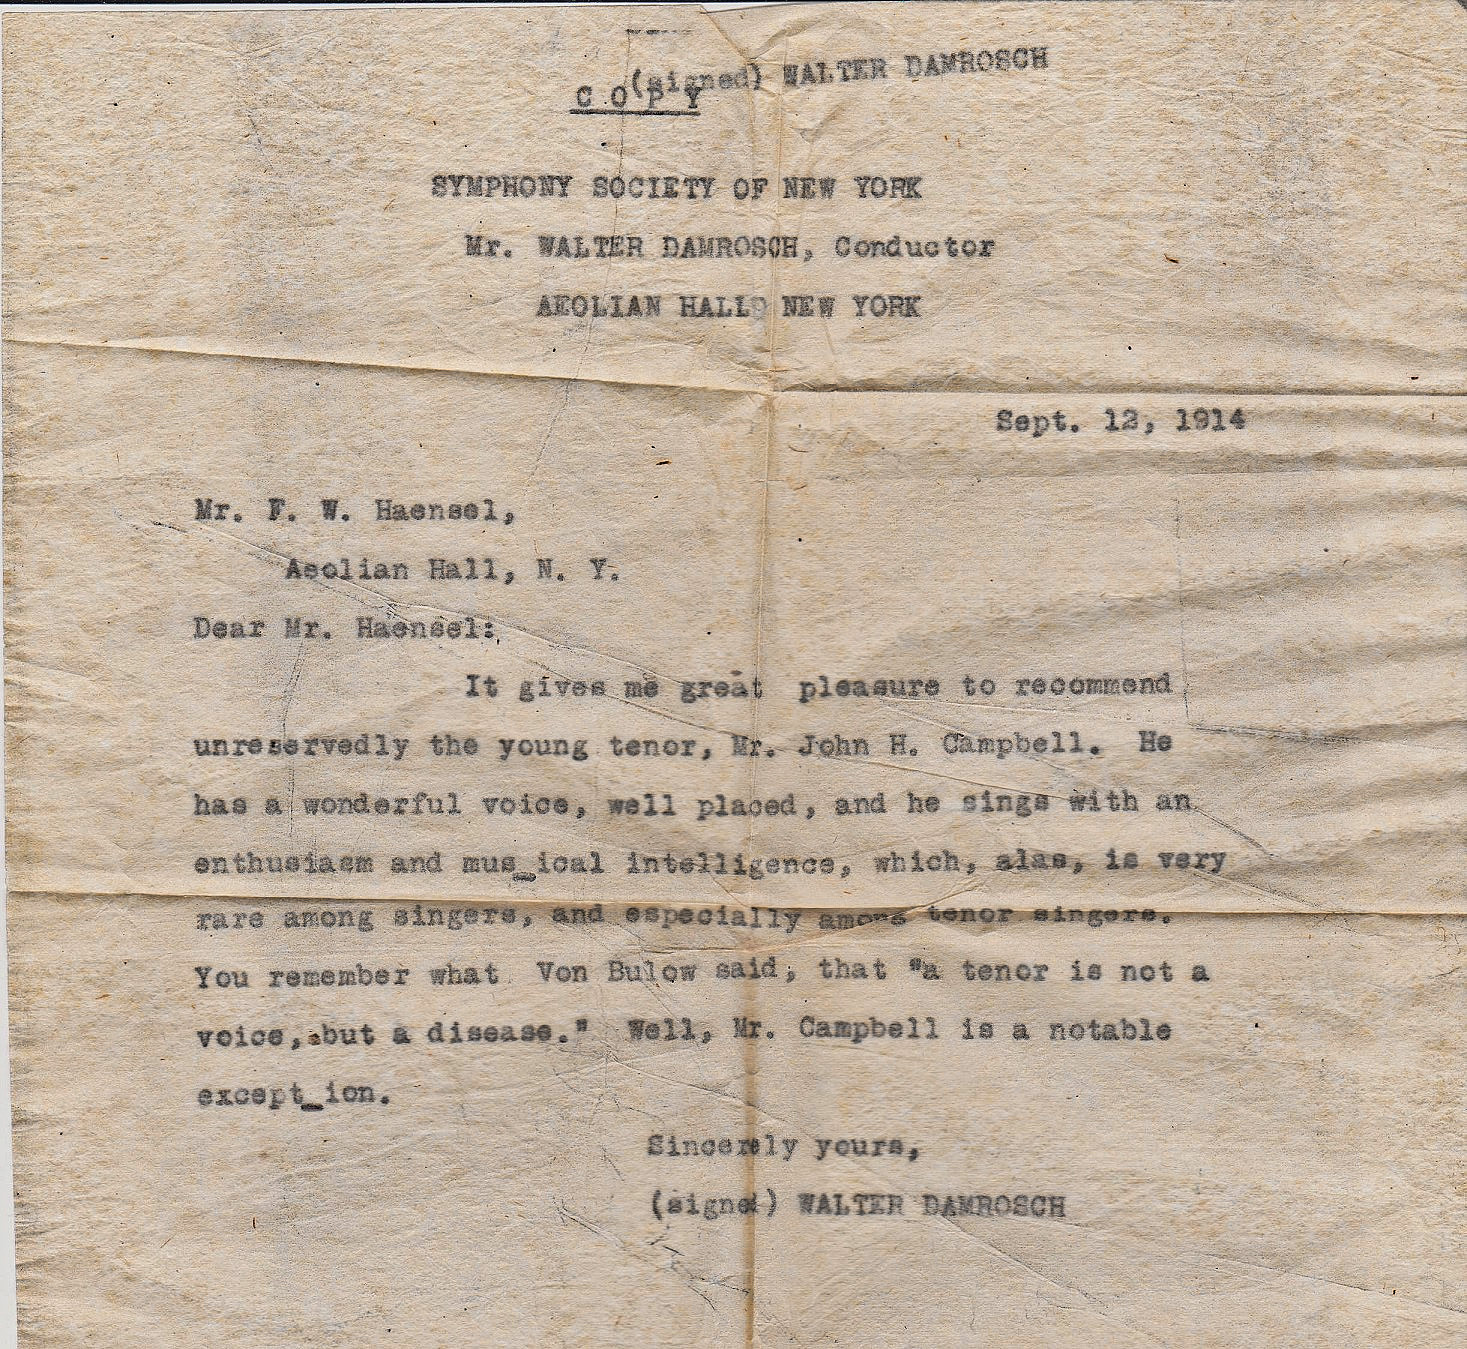 (signed) WALTER DAMROSCH
C O P Y
SYMPHONY SOCIETY OF NEW YORK
Mr. WALTER DAMROSCH, Conductor
AEOLIAN HALL NEW YORK
Sept. 12, 1914
Mr. F. W. Haensel,
Aeolian Hall, N. Y.
Dear Mr. Haensel:
It gives me great pleasure to recommend
unreservedly the young tenor, Mr. John H. Campbell. He
has a wonderful voice, well placed, and he sings with an
enthusiasm and mus_ical intelligence, which, alas, is very
rare among singers, and especially among tenor singers.
You remember what Von Bulow said, that "a tenor is not a
voice, but a disease." Well, Mr. Campbell is a notable
except_ion.
Sincerely yours,
(signed) WALTER DAMROSCH